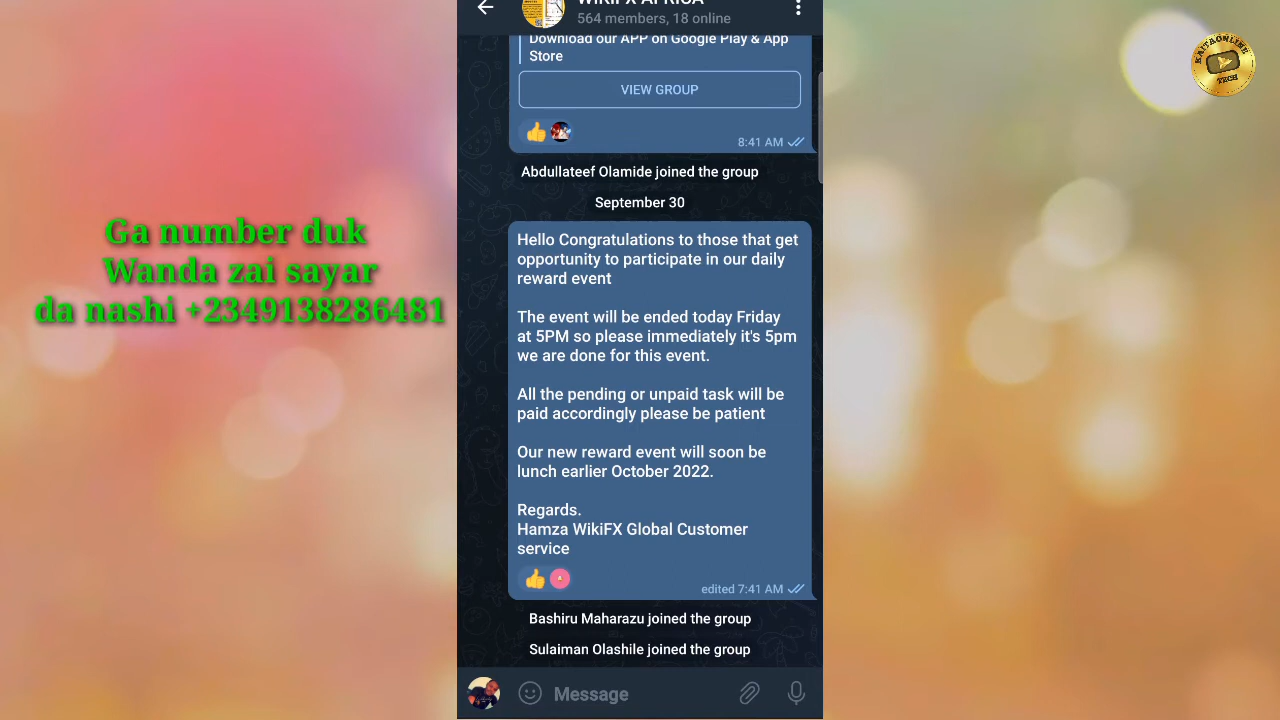 WIKIFX AFRICA
564 members, 18 online
Download our APP on Google Play & App
Store
VIEW GROUP
8:41 AM
Abdullateef Olamide joined the group
September 30
Hello Congratulations to those that get
opportunity to participate in our daily
reward event
The event will be ended today Friday
at 5PM so please immediately it's 5pm
we are done for this event.
All the pending or unpaid task will be
paid accordingly please be patient
Our new reward event will soon be
lunch earlier October 2022.
Regards.
Hamza WikiFX Global Customer
service
edited 7:41 AM
Bashiru Maharazu joined the group
Sulaiman Olashile joined the group
Message
Ga number duk
Wanda zai sayar
da nashi +2349138286481
KAITAONLINE
TECH